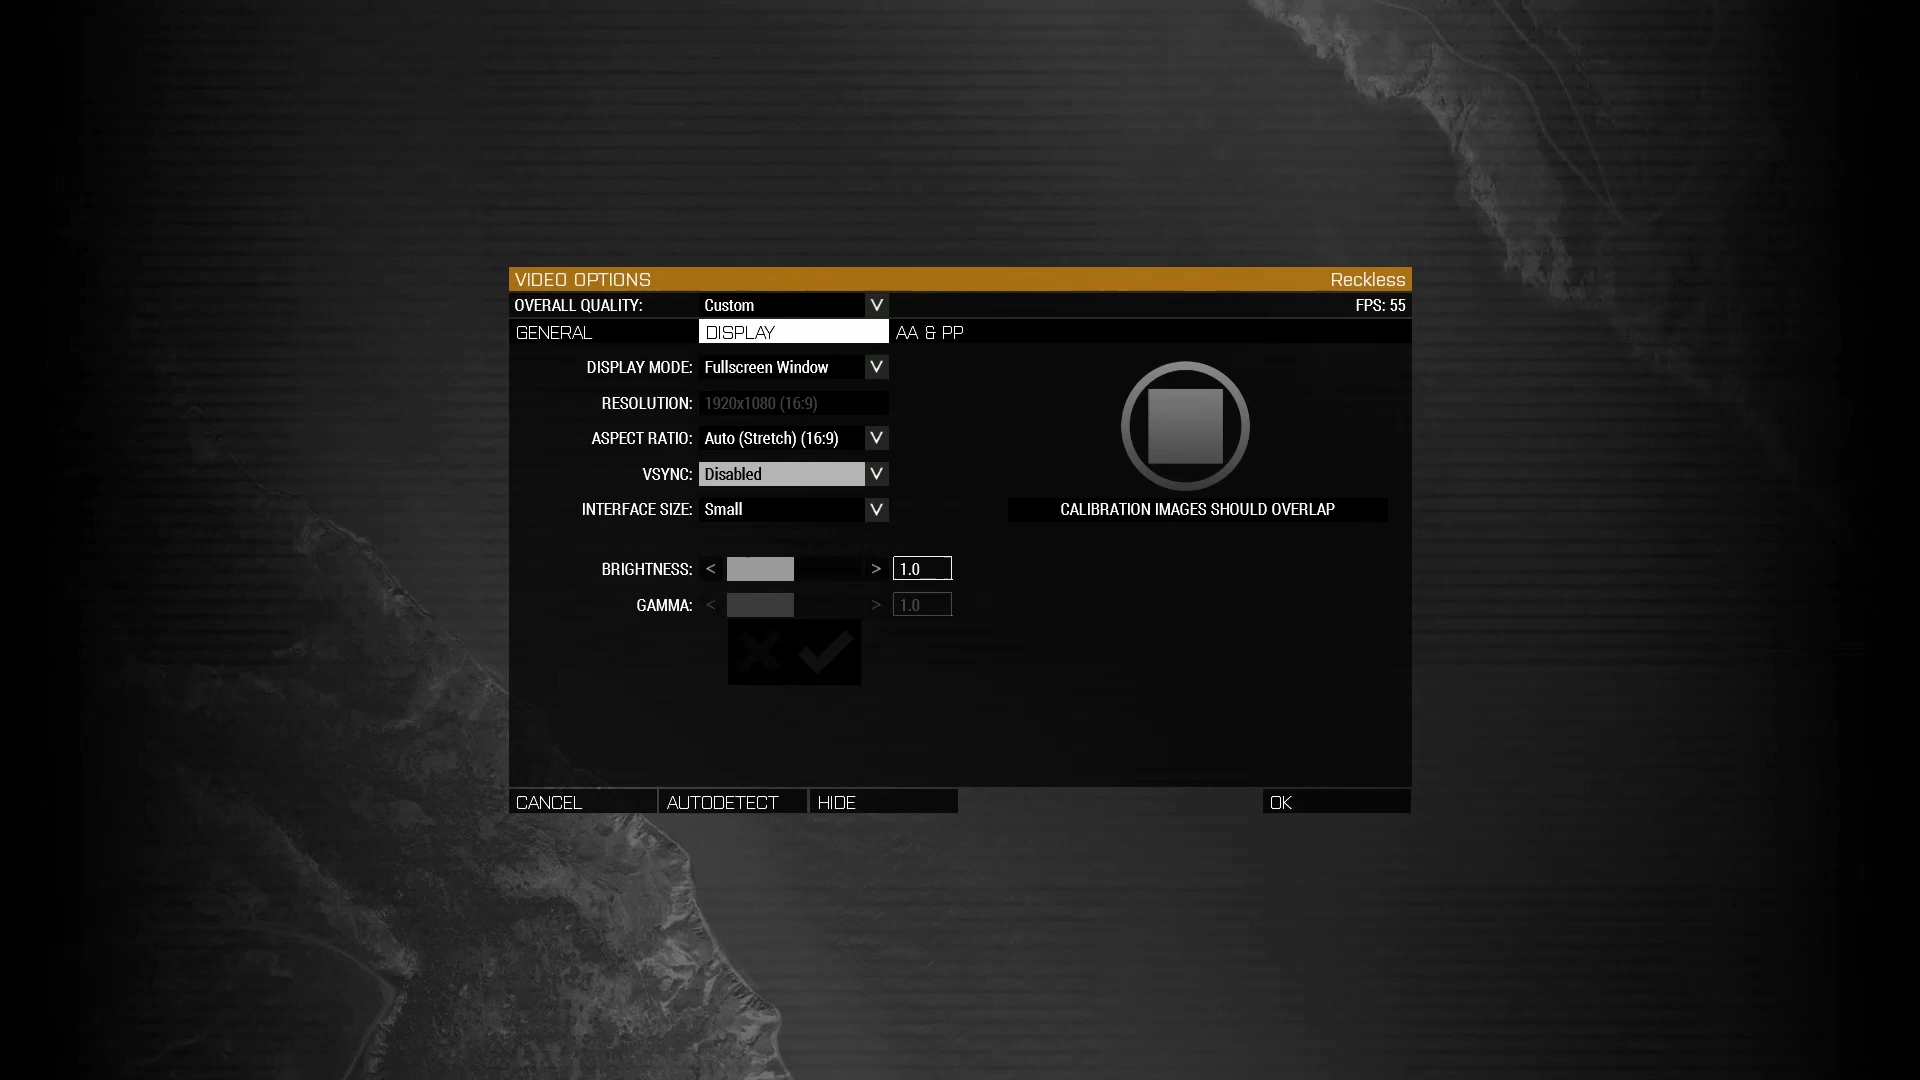 VIDEO OPTIONS Reckless
OVERALL QUALITY: Custom V FPS: 55
GENERAL DISPLAY AA & PP
DISPLAY MODE: Fullscreen Window V
RESOLUTION: 1920x1080 (16:9)
ASPECT RATIO: Auto (Stretch) (16:9) V
VSYNC: Disabled V
INTERFACE SIZE: Small V
CALIBRATION IMAGES SHOULD OVERLAP
BRIGHTNESS: < > 1.0
GAMMA: < > 1.0
CANCEL AUTODETECT HIDE OK